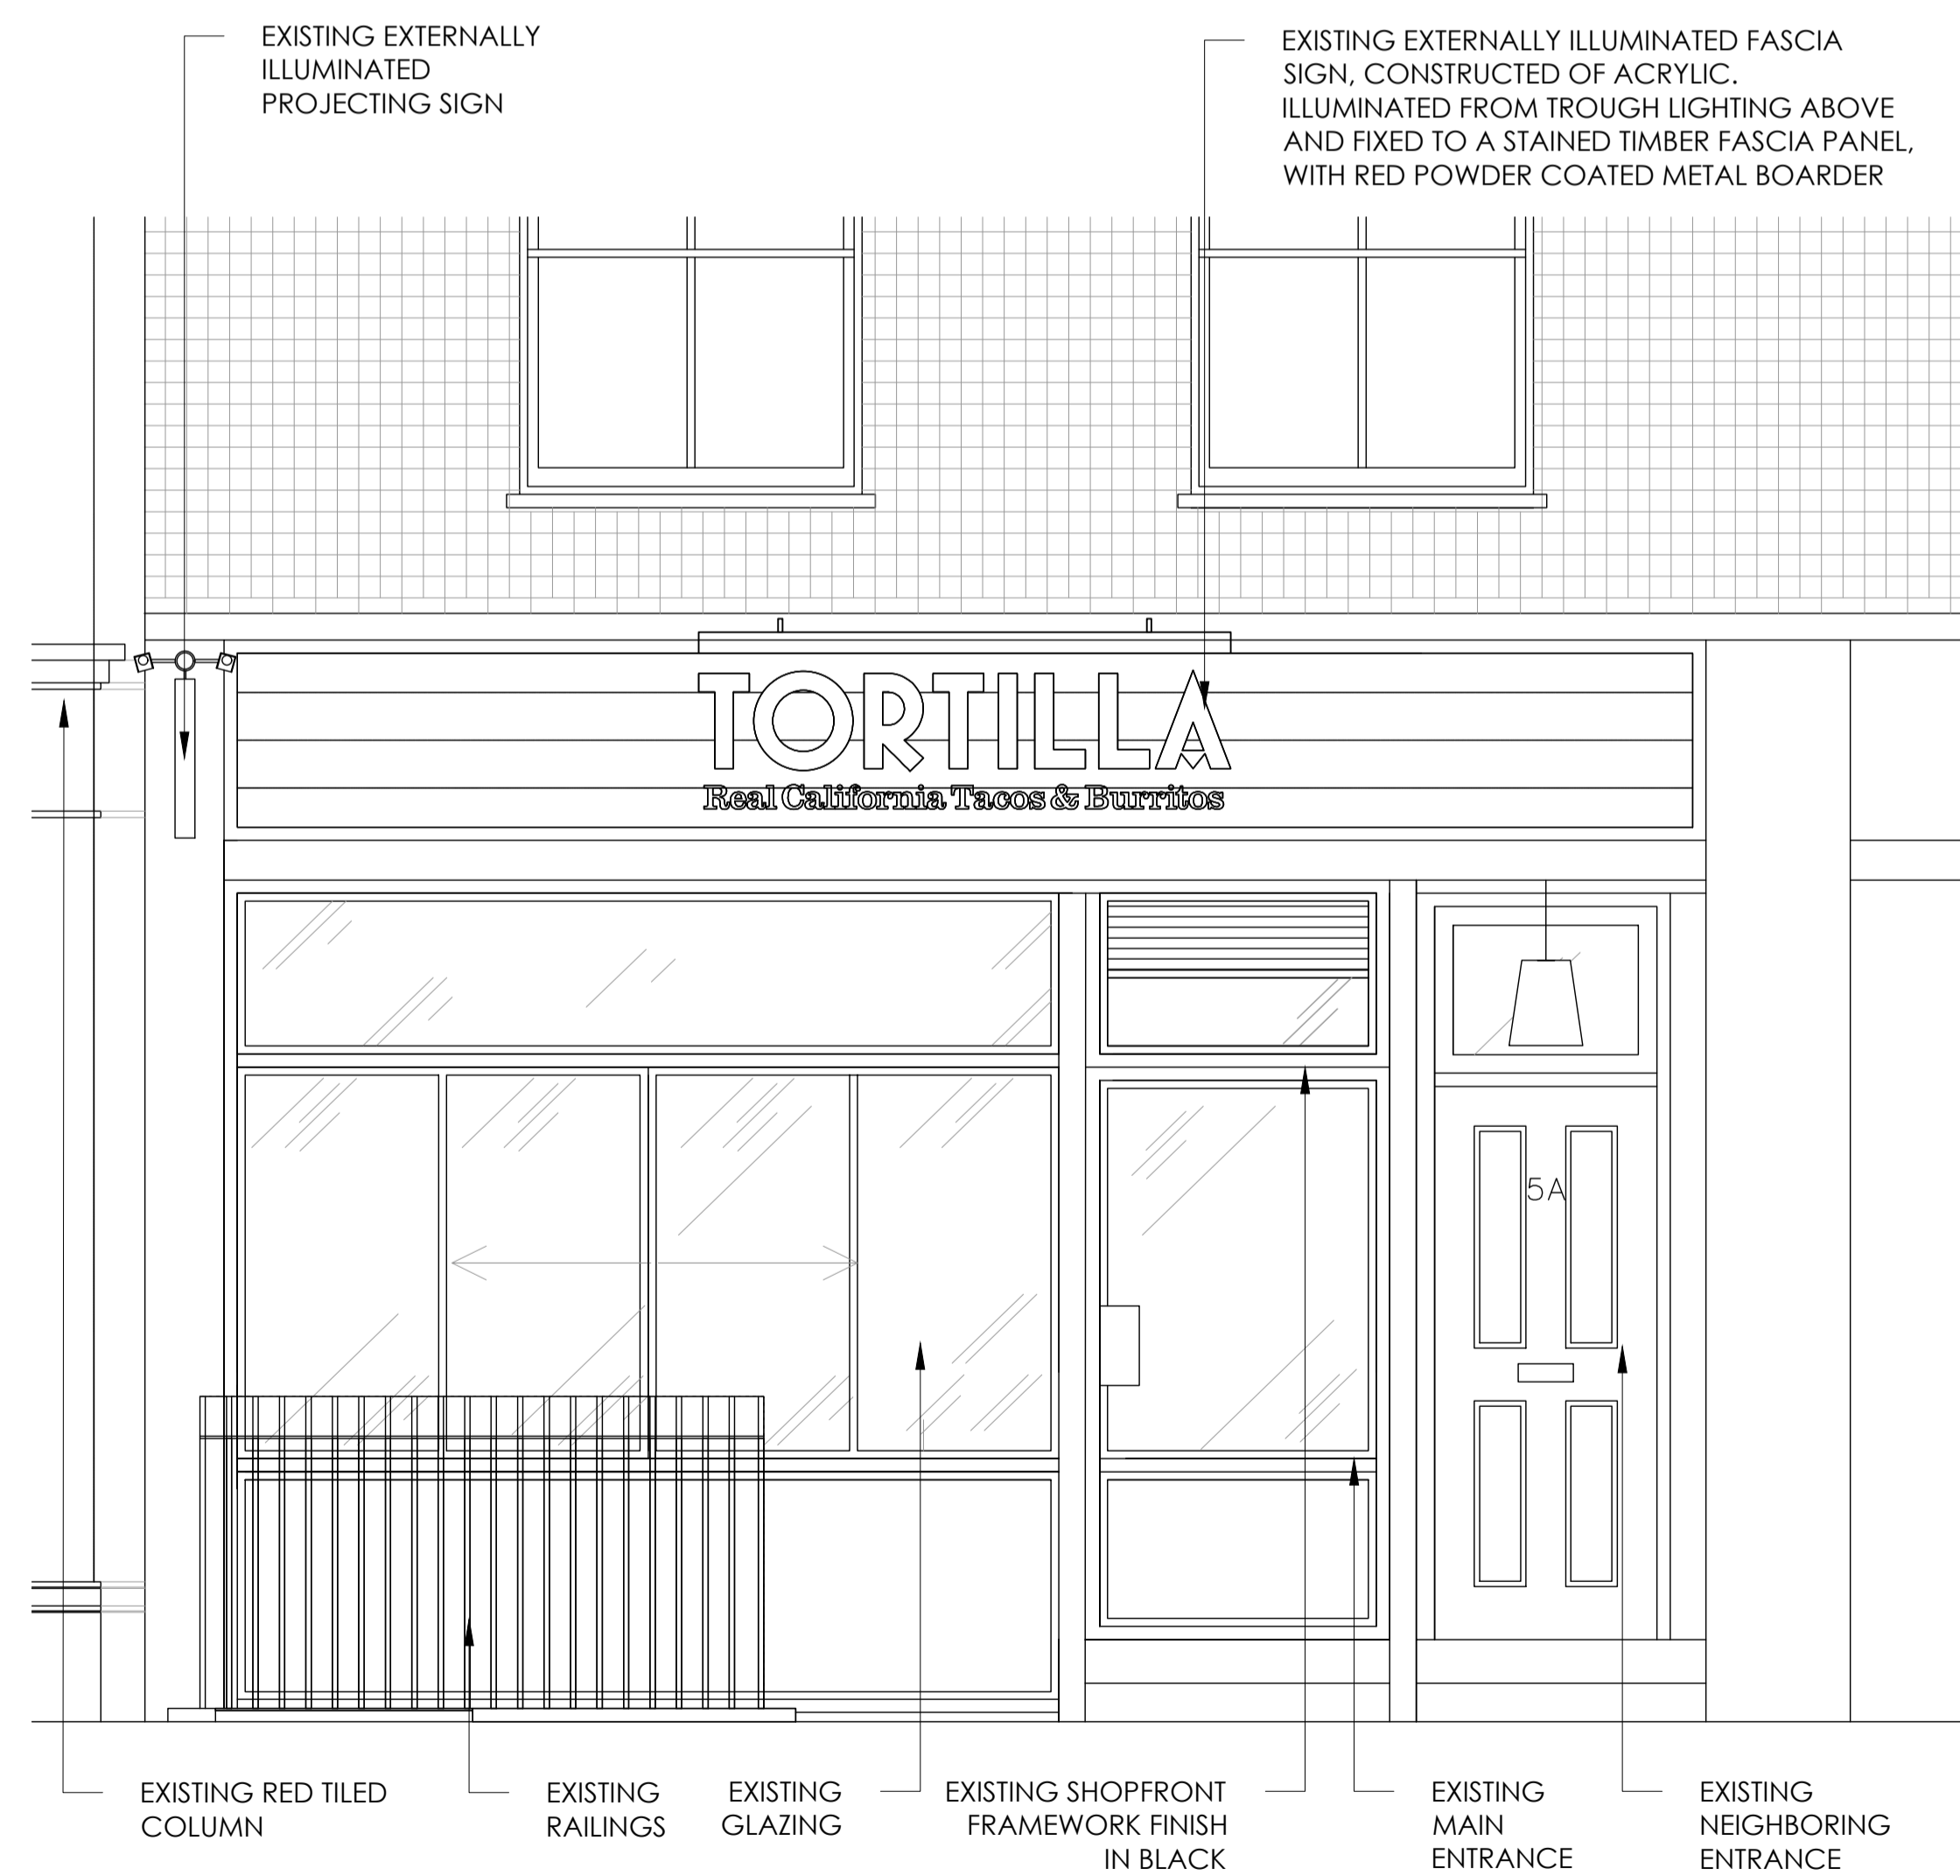 EXISTING EXTERNALLY
ILLUMINATED
PROJECTING SIGN
EXISTING EXTERNALLY ILLUMINATED FASCIA
SIGN, CONSTRUCTED OF ACRYLIC.
ILLUMINATED FROM TROUGH LIGHTING ABOVE
AND FIXED TO A STAINED TIMBER FASCIA PANEL,
WITH RED POWDER COATED METAL BOARDER
TORTILLA
Real California Tacos & Burritos
5A
EXISTING RED TILED
COLUMN
EXISTING
RAILINGS
EXISTING
GLAZING
EXISTING SHOPFRONT
FRAMEWORK FINISH
IN BLACK
EXISTING
MAIN
ENTRANCE
EXISTING
NEIGHBORING
ENTRANCE